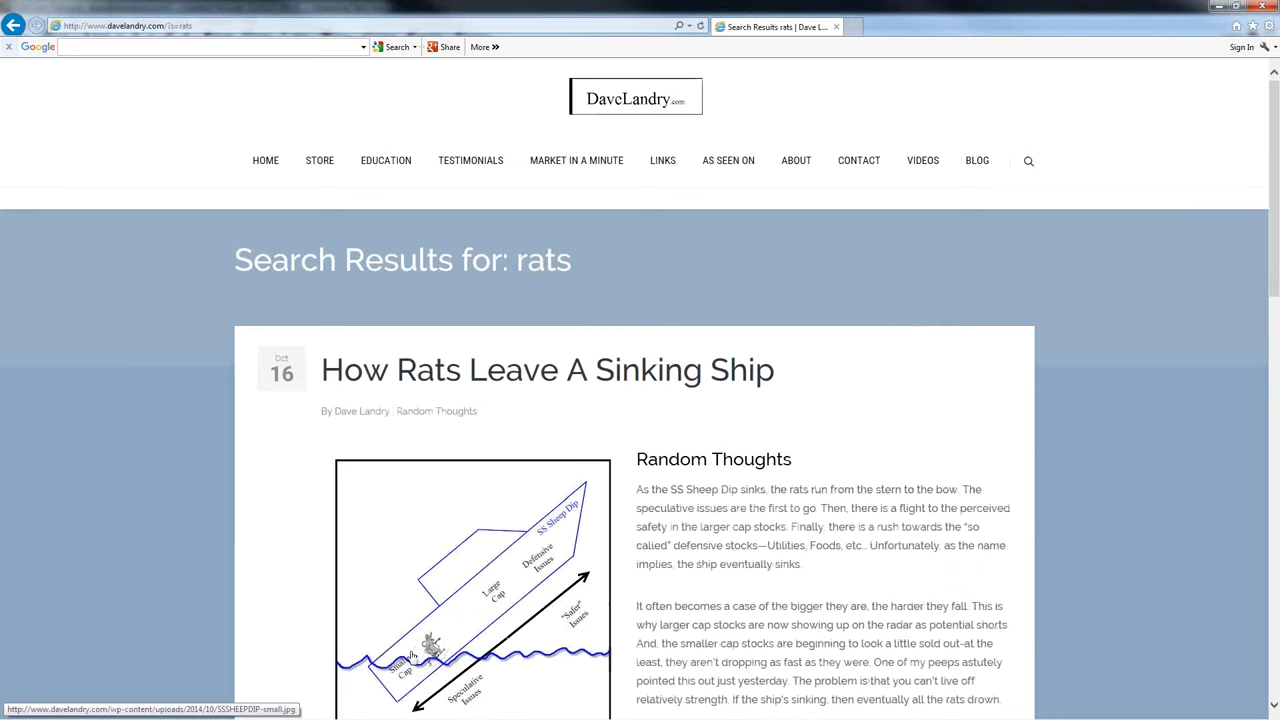 http://www.davelandry.com/?s=rats
Search Results rats | Dave L...
Google
Search
Share
More »
Sign In
DaveLandry.com
HOME
STORE
EDUCATION
TESTIMONIALS
MARKET IN A MINUTE
LINKS
AS SEEN ON
ABOUT
CONTACT
VIDEOS
BLOG
Search Results for: rats
Oct
16
How Rats Leave A Sinking Ship
By Dave Landry
Random Thoughts
SS Sheep Dip
Defensive
Issues
Large
Cap
"Safer"
Issues
Small
Cap
Speculative
Issues
Random Thoughts
As the SS Sheep Dip sinks, the rats run from the stern to the bow. The
speculative issues are the first to go. Then, there is a flight to the perceived
safety in the larger cap stocks. Finally, there is a rush towards the "so
called" defensive stocks—Utilities, Foods, etc.. Unfortunately, as the name
implies, the ship eventually sinks.
It often becomes a case of the bigger they are, the harder they fall. This is
why larger cap stocks are now showing up on the radar as potential shorts.
And, the smaller cap stocks are beginning to look a little sold out-at the
least, they aren't dropping as fast as they were. One of my peeps astutely
pointed this out just yesterday. The problem is that you can't live off
relatively strength. If the ship's sinking, then eventually all the rats drown.
http://www.davelandry.com/wp-content/uploads/2014/10/SSSHEEPDIP-small.jpg